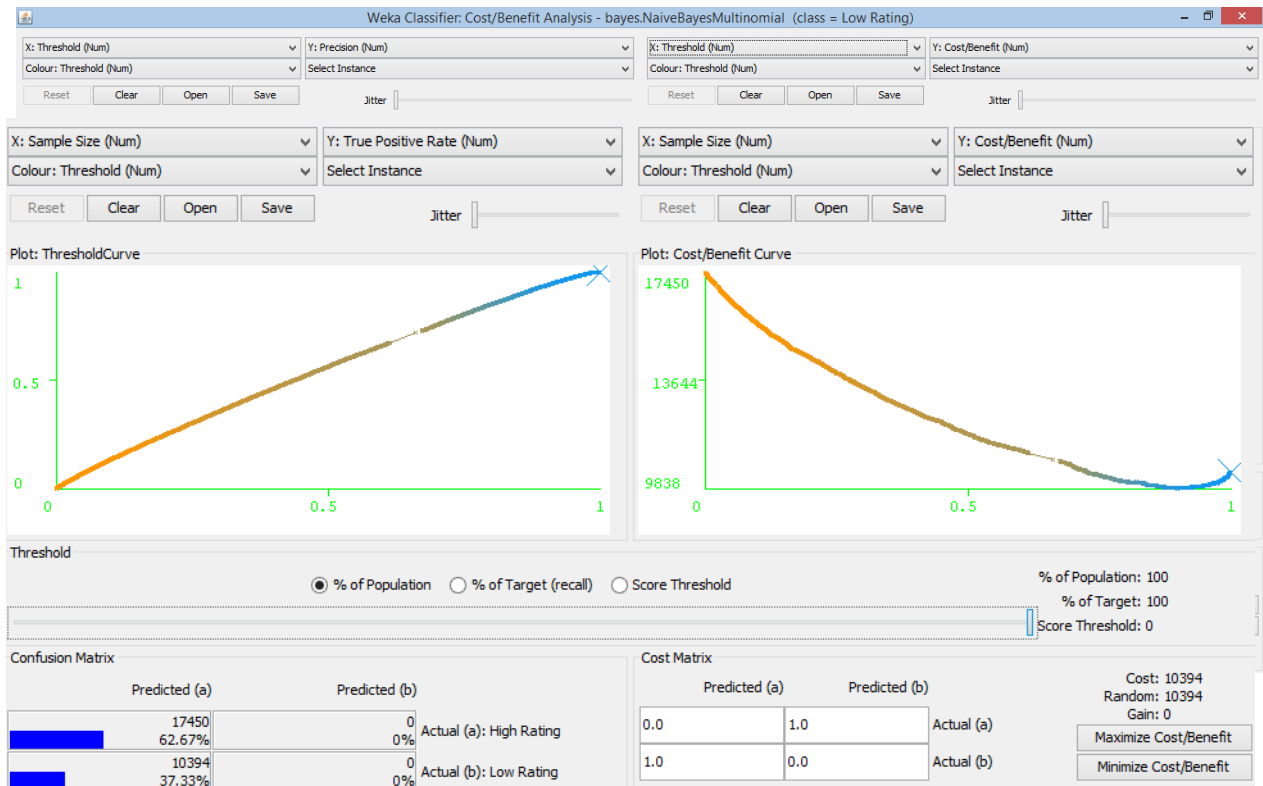 Weka Classifier: Cost/Benefit Analysis - bayes.NaiveBayesMultinomial (class = Low Rating)
X: Threshold (Num) Y: Precision (Num) X: Threshold (Num) Y: Cost/Benefit (Num)
Colour: Threshold (Num) Select Instance Colour: Threshold (Num) Select Instance
Reset Clear Open Save Jitter Reset Clear Open Save Jitter
X: Sample Size (Num) Y: True Positive Rate (Num) X: Sample Size (Num) Y: Cost/Benefit (Num)
Colour: Threshold (Num) Select Instance Colour: Threshold (Num) Select Instance
Reset Clear Open Save Jitter Reset Clear Open Save Jitter
Plot: ThresholdCurve
1
0.5
0
0 0.5 1
Plot: Cost/Benefit Curve
17450
13644
9838
0 0.5 1
Threshold
% of Population % of Target (recall) Score Threshold
% of Population: 100
% of Target: 100
Score Threshold: 0
Confusion Matrix
Predicted (a) Predicted (b)
17450 0
62.67% 0%
Actual (a): High Rating
10394 0
37.33% 0%
Actual (b): Low Rating
Cost Matrix
Predicted (a) Predicted (b)
0.0 1.0 Actual (a)
1.0 0.0 Actual (b)
Cost: 10394
Random: 10394
Gain: 0
Maximize Cost/Benefit
Minimize Cost/Benefit